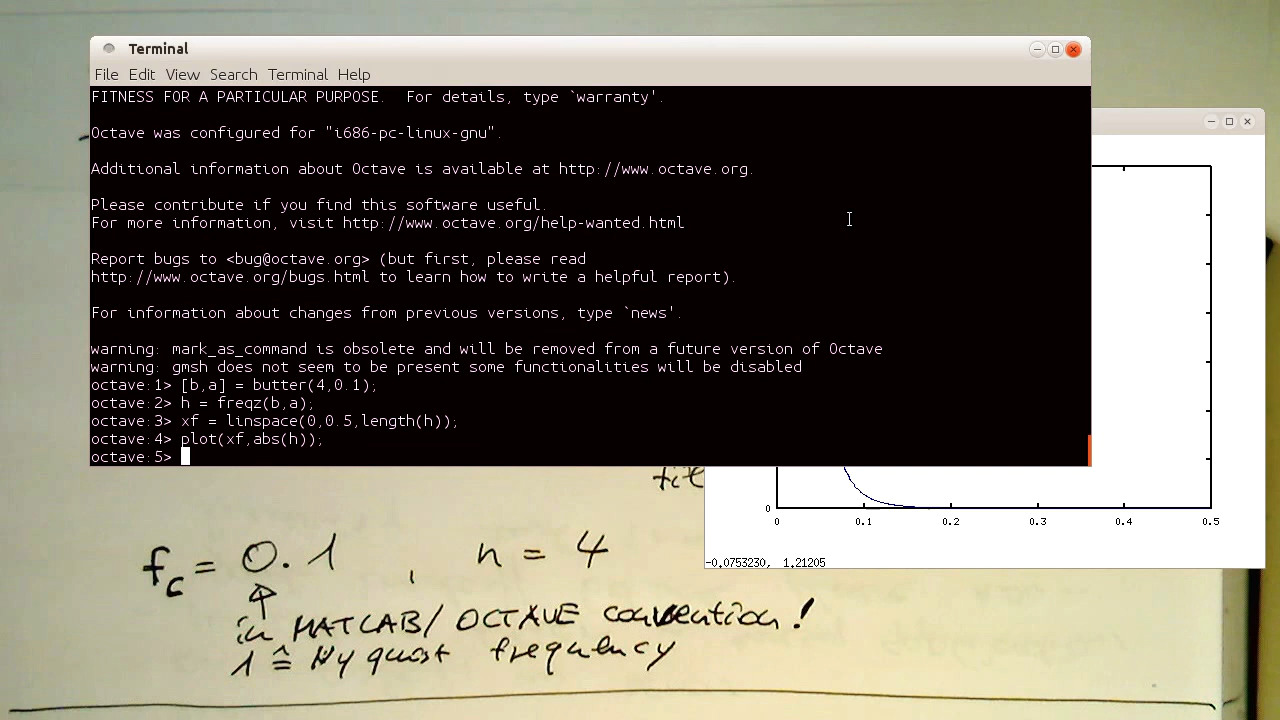 Terminal
File Edit View Search Terminal Help
FITNESS FOR A PARTICULAR PURPOSE.  For details, type `warranty'.
Octave was configured for "i686-pc-linux-gnu".
Additional information about Octave is available at http://www.octave.org.
Please contribute if you find this software useful.
For more information, visit http://www.octave.org/help-wanted.html
Report bugs to <bug@octave.org> (but first, please read
http://www.octave.org/bugs.html to learn how to write a helpful report).
For information about changes from previous versions, type `news'.
warning: mark_as_command is obsolete and will be removed from a future version of Octave
warning: gmsh does not seem to be present some functionalities will be disabled
octave:1> [b,a] = butter(4,0.1);
octave:2> h = freqz(b,a);
octave:3> xf = linspace(0,0.5,length(h));
octave:4> plot(xf,abs(h));
octave:5>
0
0 0.1 0.2 0.3 0.4 0.5
-0.0753230, 1.21205
fc = 0.1 , n = 4
in MATLAB/ OCTAVE convention!
1 ≙ Nyquist frequency